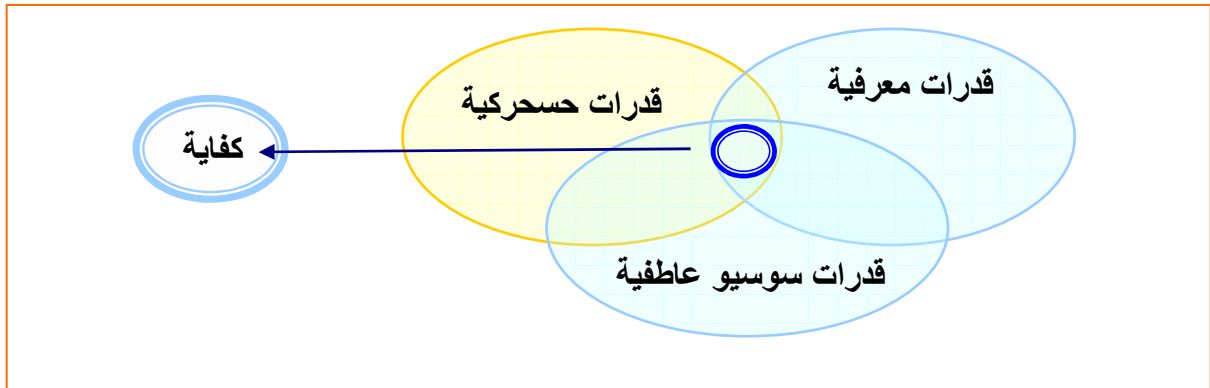 قدرات معرفية
قدرات حسحركية
كفاية
قدرات سوسيو عاطفية